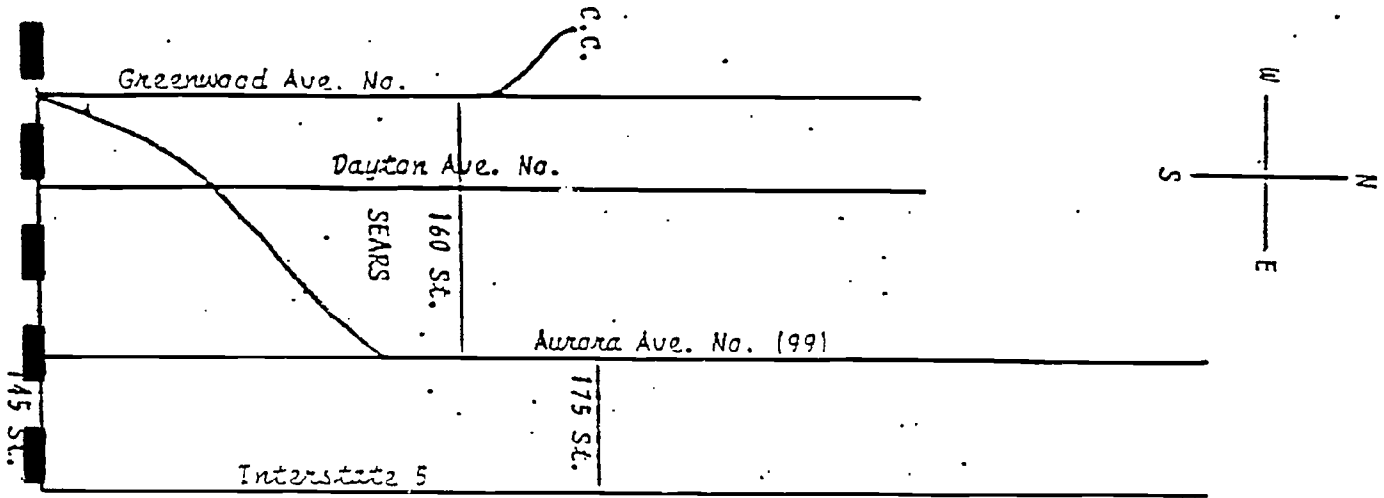 C.C.
Greenwood Ave. No.
W
Dayton Ave. No.
S
N
SEARS
160 St.
E
Aurora Ave. No. (99)
175 St.
145 St.
Interstate 5